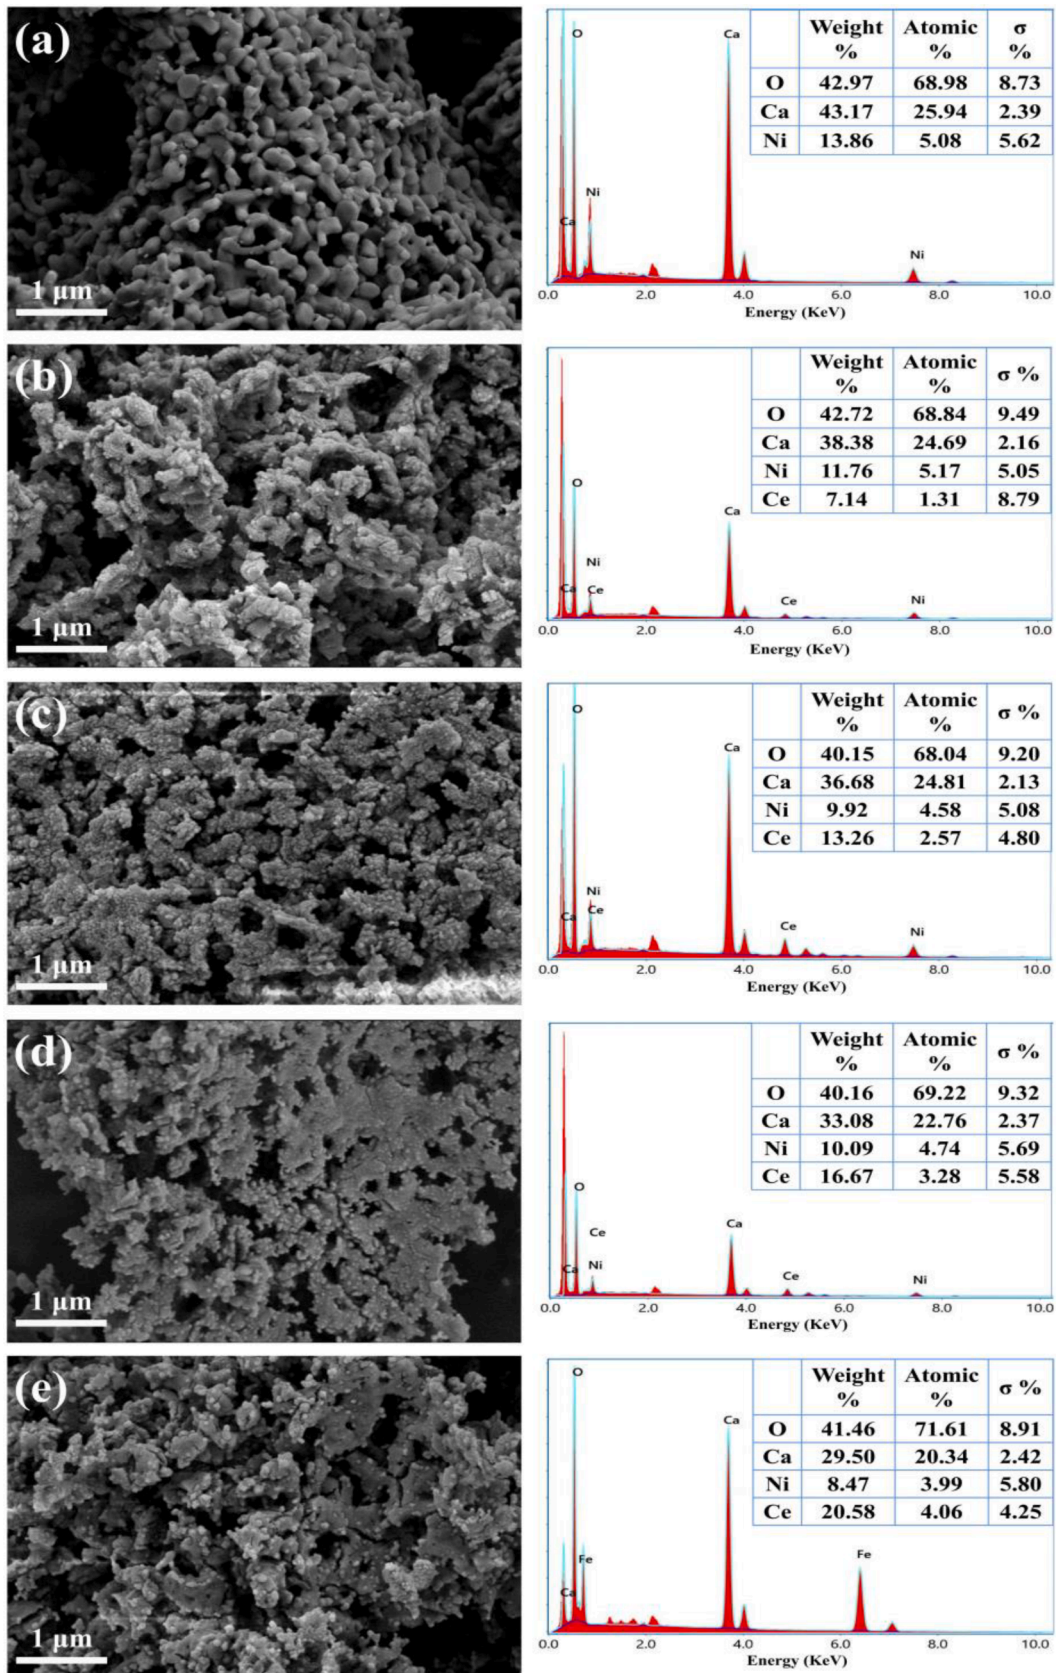 (a)
1 μm
Weight % Atomic % σ %
O 42.97 68.98 8.73
Ca 43.17 25.94 2.39
Ni 13.86 5.08 5.62
O
Ca
Ni
Ca
Ni
0.0 2.0 4.0 6.0 8.0 10.0
Energy (KeV)
(b)
1 μm
Weight % Atomic % σ %
O 42.72 68.84 9.49
Ca 38.38 24.69 2.16
Ni 11.76 5.17 5.05
Ce 7.14 1.31 8.79
O
Ca
Ni
Ca Ce
Ce
Ni
0.0 2.0 4.0 6.0 8.0 10.0
Energy (KeV)
(c)
1 μm
Weight % Atomic % σ %
O 40.15 68.04 9.20
Ca 36.68 24.81 2.13
Ni 9.92 4.58 5.08
Ce 13.26 2.57 4.80
O
Ca
Ni
Ca Ce
Ce
Ni
0.0 2.0 4.0 6.0 8.0 10.0
Energy (KeV)
(d)
1 μm
Weight % Atomic % σ %
O 40.16 69.22 9.32
Ca 33.08 22.76 2.37
Ni 10.09 4.74 5.69
Ce 16.67 3.28 5.58
O
Ca
Ce
Ca Ni
Ce
Ni
0.0 2.0 4.0 6.0 8.0 10.0
Energy (KeV)
(e)
1 μm
Weight % Atomic % σ %
O 41.46 71.61 8.91
Ca 29.50 20.34 2.42
Ni 8.47 3.99 5.80
Ce 20.58 4.06 4.25
O
Ca
Fe
Ca
Fe
0.0 2.0 4.0 6.0 8.0 10.0
Energy (KeV)